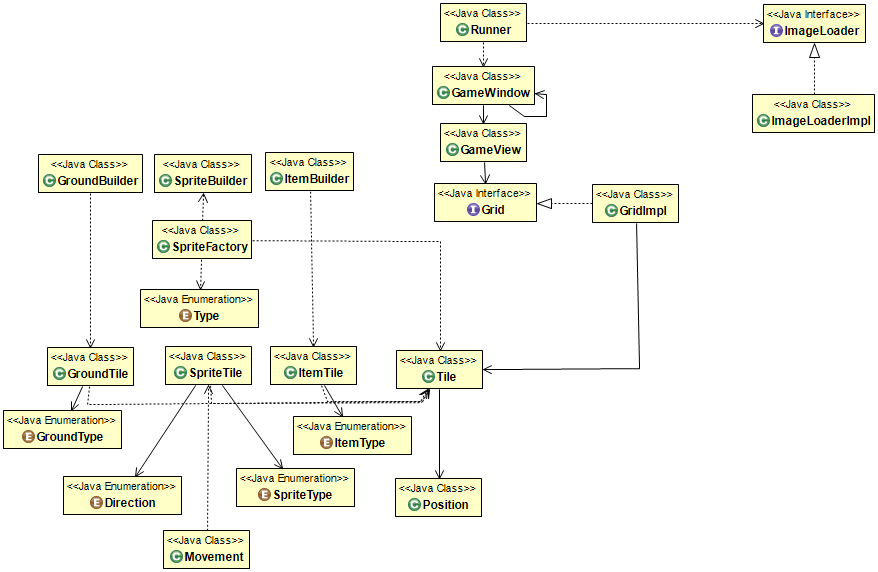 <<Java Class>>
Runner
<<Java Interface>>
ImageLoader
<<Java Class>>
GameWindow
<<Java Class>>
ImageLoaderImpl
<<Java Class>>
GameView
<<Java Class>>
GroundBuilder
<<Java Class>>
SpriteBuilder
<<Java Class>>
ItemBuilder
<<Java Interface>>
Grid
<<Java Class>>
GridImpl
<<Java Class>>
SpriteFactory
<<Java Enumeration>>
Type
<<Java Class>>
GroundTile
<<Java Class>>
SpriteTile
<<Java Class>>
ItemTile
<<Java Class>>
Tile
<<Java Enumeration>>
GroundType
<<Java Enumeration>>
ItemType
<<Java Enumeration>>
Direction
<<Java Enumeration>>
SpriteType
<<Java Class>>
Position
<<Java Class>>
Movement